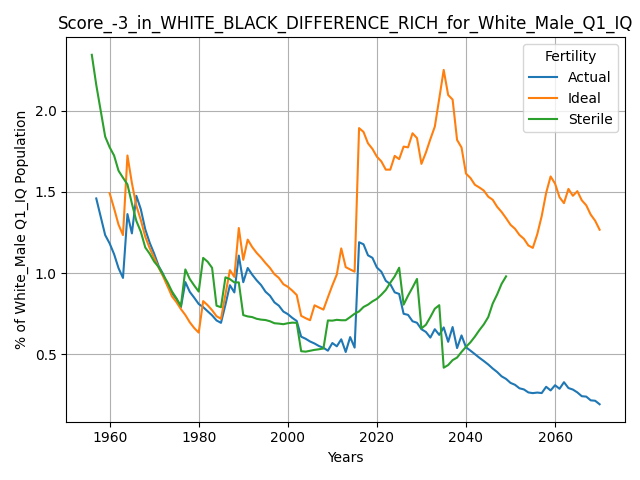 Score_-3_in_WHITE_BLACK_DIFFERENCE_RICH_for_White_Male_Q1_IQ
Fertility
Actual
Ideal
Sterile
% of White_Male Q1_IQ Population
2.0
1.5
1.0
0.5
1960 1980 2000 2020 2040 2060
Years